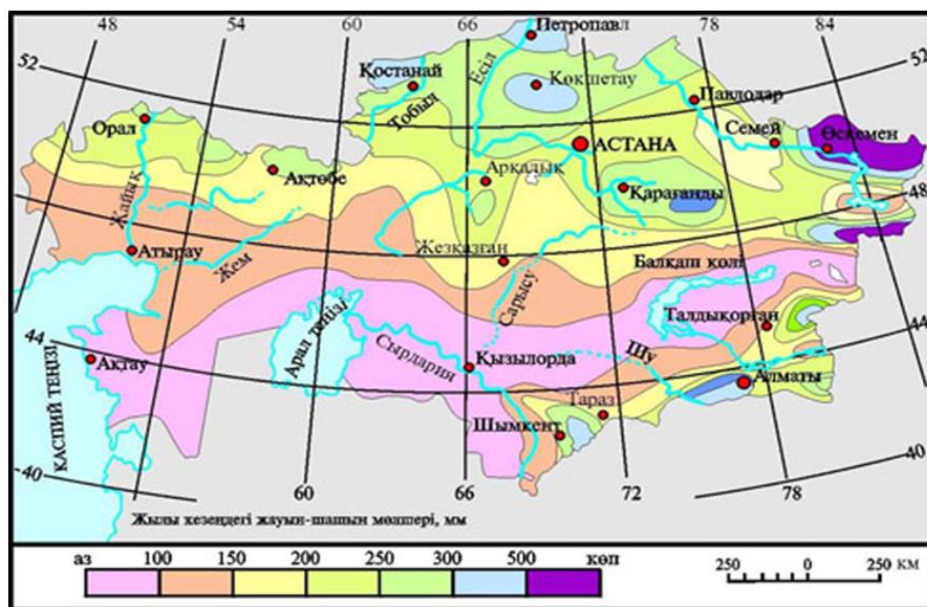 48 54 60 66 72 78 84
52 52
Петропавл
Қостанай
Есіл
Көкшетау
Тобыл
Павлодар
Орал
Семей
Өскемен
АСТАНА
Ақтөбе
Арқалық
Қарағанды
48
Жайық
Атырау
Жем
Жезқазған
Балқаш көлі
Сарысу
Талдықорған
44 44
Арал теңізі
Сырдария
Қызылорда
Шу
Ақтау
Алматы
КАСПИЙ ТЕҢІЗІ
Тараз
Шымкент
40 40
60 66 72 78
Жылы кезеңдегі жауын-шашын мөлшері, мм
аз 100 150 200 250 300 500 көп
250 0 250 км